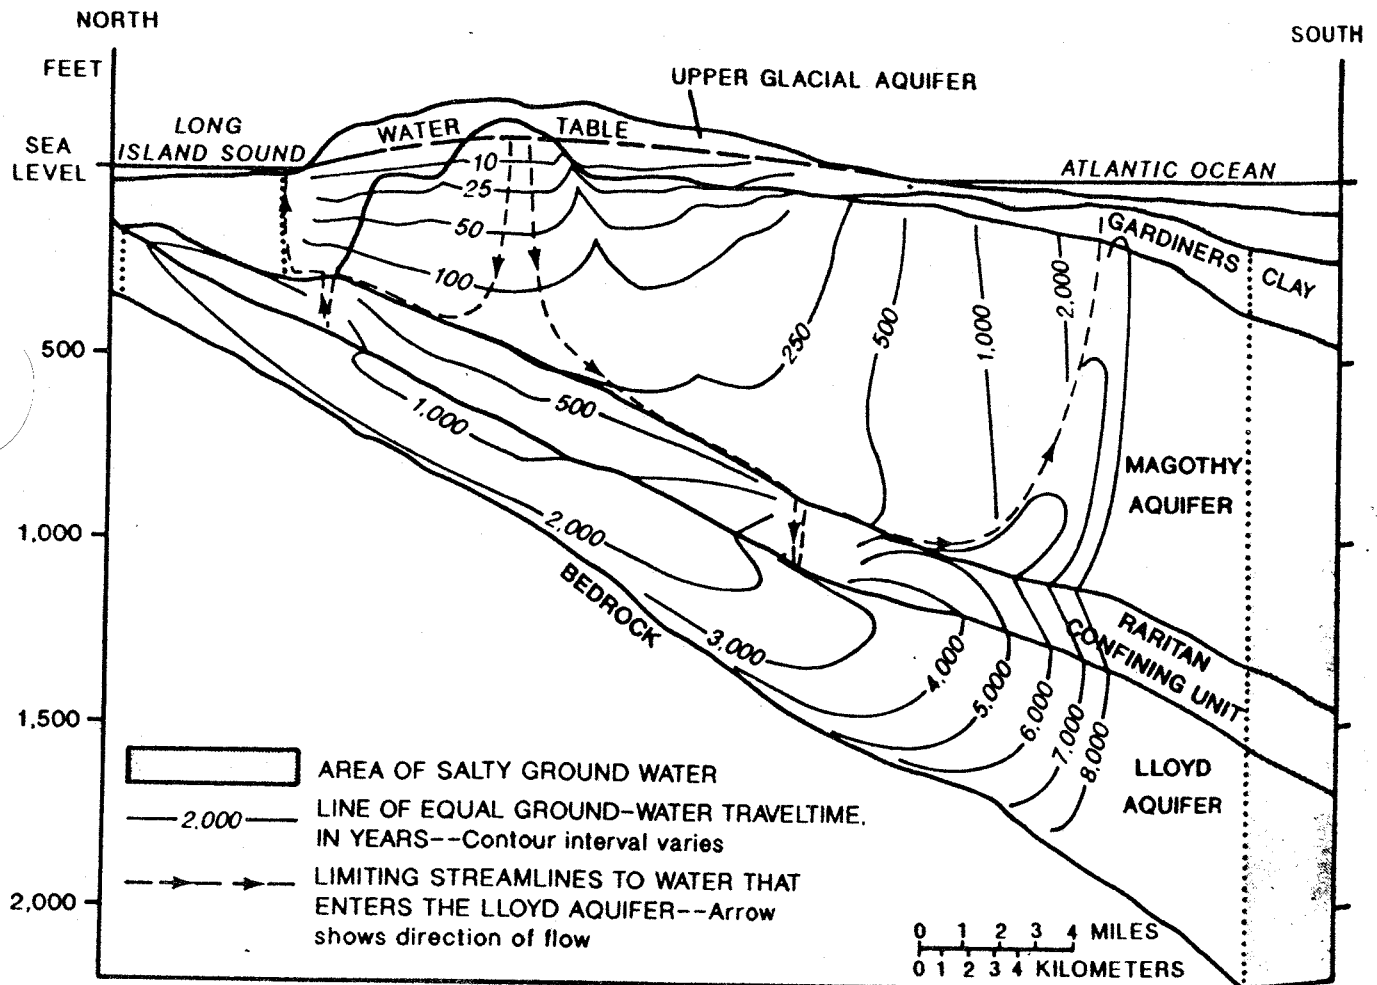 NORTH
SOUTH
FEET
UPPER GLACIAL AQUIFER
LONG
ISLAND SOUND
WATER TABLE
SEA
LEVEL
ATLANTIC OCEAN
10
25
50
100
GARDINERS CLAY
250
500
1,000
2,000
500
500
1,000
MAGOTHY
AQUIFER
1,000
2,000
BEDROCK
3,000
4,000
5,000
6,000
7,000
8,000
RARITAN
CONFINING UNIT
1,500
LLOYD
AQUIFER
AREA OF SALTY GROUND WATER
2,000
LINE OF EQUAL GROUND-WATER TRAVELTIME,
IN YEARS--Contour interval varies
LIMITING STREAMLINES TO WATER THAT
ENTERS THE LLOYD AQUIFER--Arrow
shows direction of flow
2,000
0 1 2 3 4 MILES
0 1 2 3 4 KILOMETERS